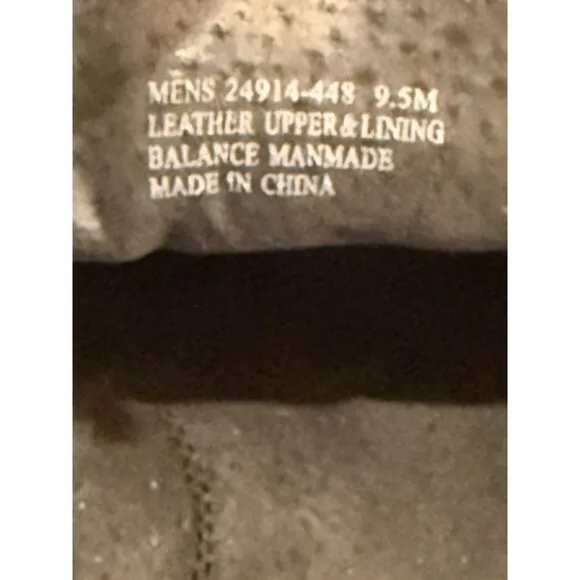 MENS 24914-448 9.5M
LEATHER UPPER&LINING
BALANCE MANMADE
MADE IN CHINA